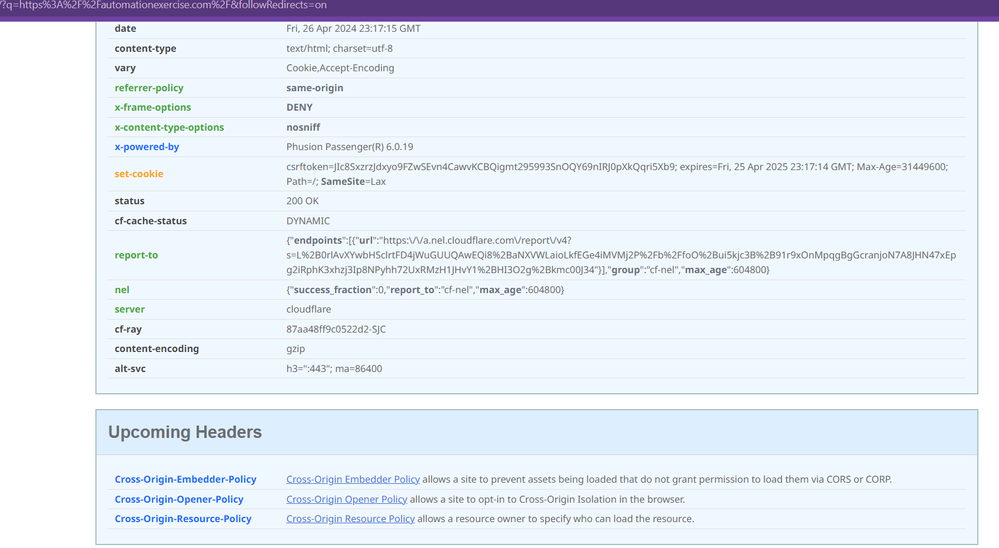 /?q=https%3A%2F%2Fautomationexercise.com%2F&followRedirects=on
date Fri, 26 Apr 2024 23:17:15 GMT
content-type text/html; charset=utf-8
vary Cookie,Accept-Encoding
referrer-policy same-origin
x-frame-options DENY
x-content-type-options nosniff
x-powered-by Phusion Passenger(R) 6.0.19
set-cookie csrftoken=JIc8SxzrzJdxyo9FZwSEvn4CawvKCBQigmt295993SnOQY69nIRJ0pXkQqri5Xb9; expires=Fri, 25 Apr 2025 23:17:14 GMT; Max-Age=31449600;
Path=/; SameSite=Lax
status 200 OK
cf-cache-status DYNAMIC
report-to {"endpoints":[{"url":"https:\/\/a.nel.cloudflare.com\/report\/v4?
s=L%2B0rlAvXYwbHSclrtFD4jWuGUUQAwEQi8%2BaNXVWLaioLkfEGe4iMVMj2P%2Fb%2FfoO%2Bui5kjc3B%2B91r9xOnMpqgBgGcranjoN7A8JHN47xEp
g2iRphK3xhzj3Ip8NPyhh72UxRMzH1JHvY1%2BHI3O2g%2Bkmc00J34"}],"group":"cf-nel","max_age":604800}
nel {"success_fraction":0,"report_to":"cf-nel","max_age":604800}
server cloudflare
cf-ray 87aa48ff9c0522d2-SJC
content-encoding gzip
alt-svc h3=":443"; ma=86400
Upcoming Headers
Cross-Origin-Embedder-Policy Cross-Origin Embedder Policy allows a site to prevent assets being loaded that do not grant permission to load them via CORS or CORP.
Cross-Origin-Opener-Policy Cross-Origin Opener Policy allows a site to opt-in to Cross-Origin Isolation in the browser.
Cross-Origin-Resource-Policy Cross-Origin Resource Policy allows a resource owner to specify who can load the resource.